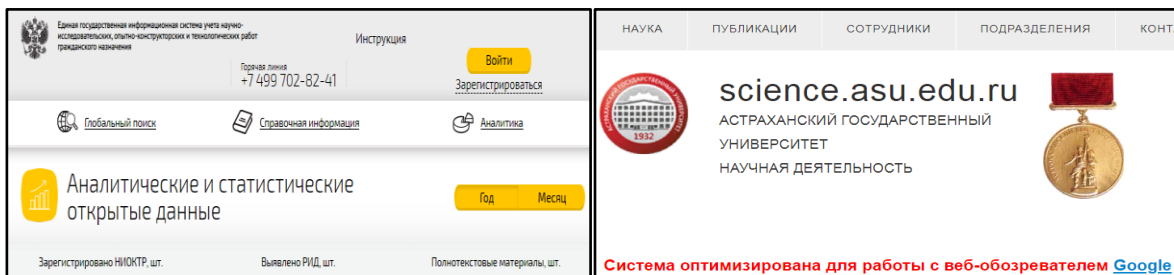 Единая государственная информационная система учета научно-
исследовательских, опытно-конструкторских и технологических работ
гражданского назначения
Инструкция
Горячая линия
+7 499 702-82-41
Войти
Зарегистрироваться
Глобальный поиск
Справочная информация
Аналитика
Аналитические и статистические
открытые данные
Год
Месяц
Зарегистрировано НИОКТР, шт.
Выявлено РИД, шт.
Полнотекстовые материалы, шт.
НАУКА
ПУБЛИКАЦИИ
СОТРУДНИКИ
ПОДРАЗДЕЛЕНИЯ
КОНТ
1932
science.asu.edu.ru
АСТРАХАНСКИЙ ГОСУДАРСТВЕННЫЙ
УНИВЕРСИТЕТ
НАУЧНАЯ ДЕЯТЕЛЬНОСТЬ
Система оптимизирована для работы с веб-обозревателем Google